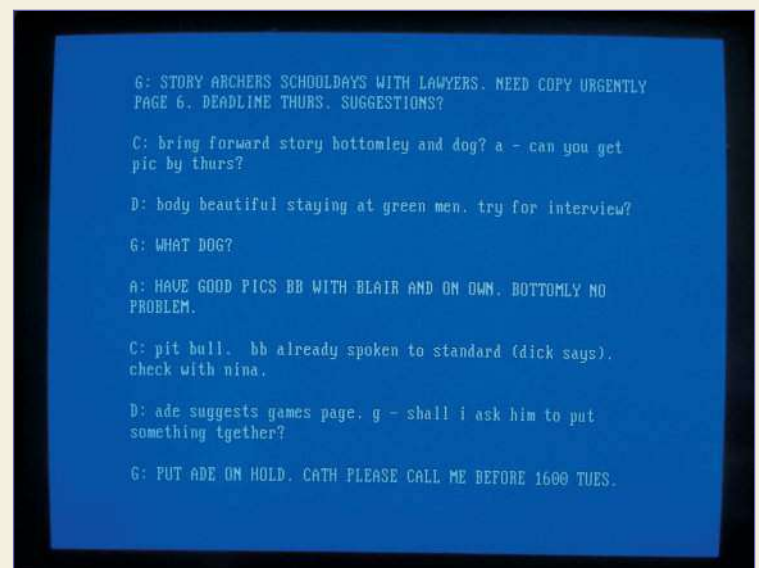 G: STORY ARCHERS SCHOOLDAYS WITH LAWYERS. NEED COPY URGENTLY
PAGE 6. DEADLINE THURS. SUGGESTIONS?
C: bring forward story bottomley and dog? a - can you get
pic by thurs?
D: body beautiful staying at green men. try for interview?
G: WHAT DOG?
A: HAVE GOOD PICS BB WITH BLAIR AND ON OWN. BOTTOMLY NO
PROBLEM.
C: pit bull. bb already spoken to standard (dick says).
check with nina.
D: ade suggests games page. g - shall i ask him to put
something tgether?
G: PUT ADE ON HOLD. CATH PLEASE CALL ME BEFORE 1600 TUES.